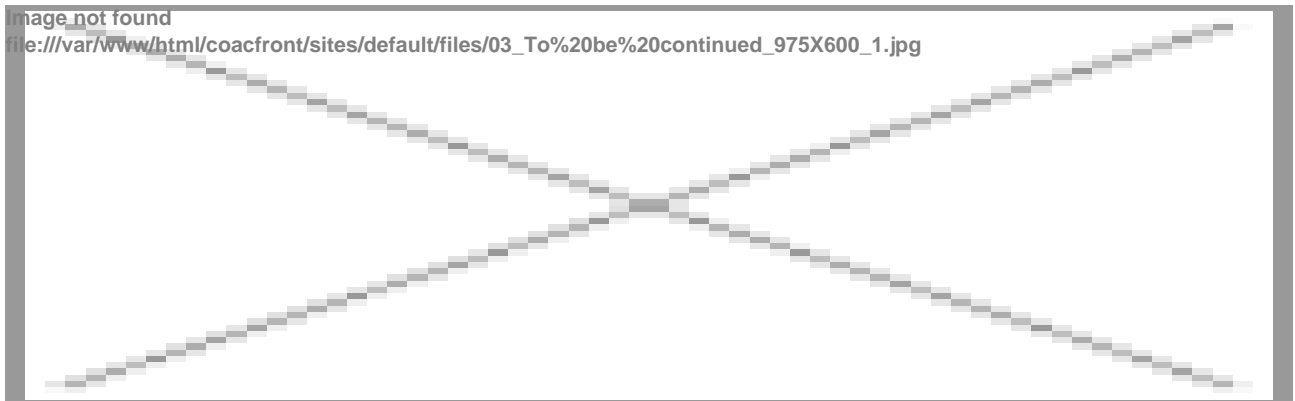 Image not found
file:///var/www/html/coacfront/sites/default/files/03_To%20be%20continued_975X600_1.jpg